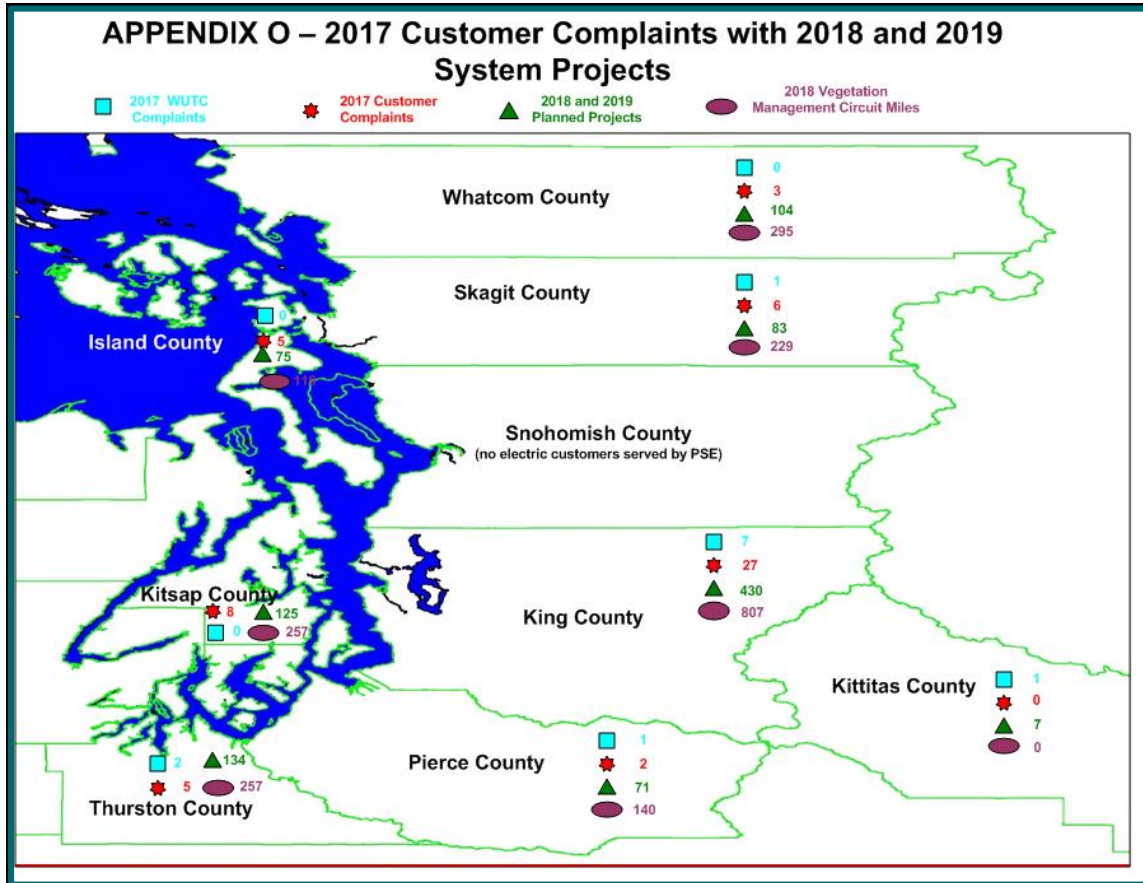 APPENDIX O – 2017 Customer Complaints with 2018 and 2019
System Projects
2017 WUTC
Complaints
2017 Customer
Complaints
2018 and 2019
Planned Projects
2018 Vegetation
Management Circuit Miles
Whatcom County
0
3
104
295
Skagit County
1
6
83
229
Island County
0
5
75
Snohomish County
(no electric customers served by PSE)
King County
7
27
430
807
Kitsap County
8 125
0 257
Kittitas County
1
0
7
0
Pierce County
1
2
71
140
2 134
5 257
Thurston County